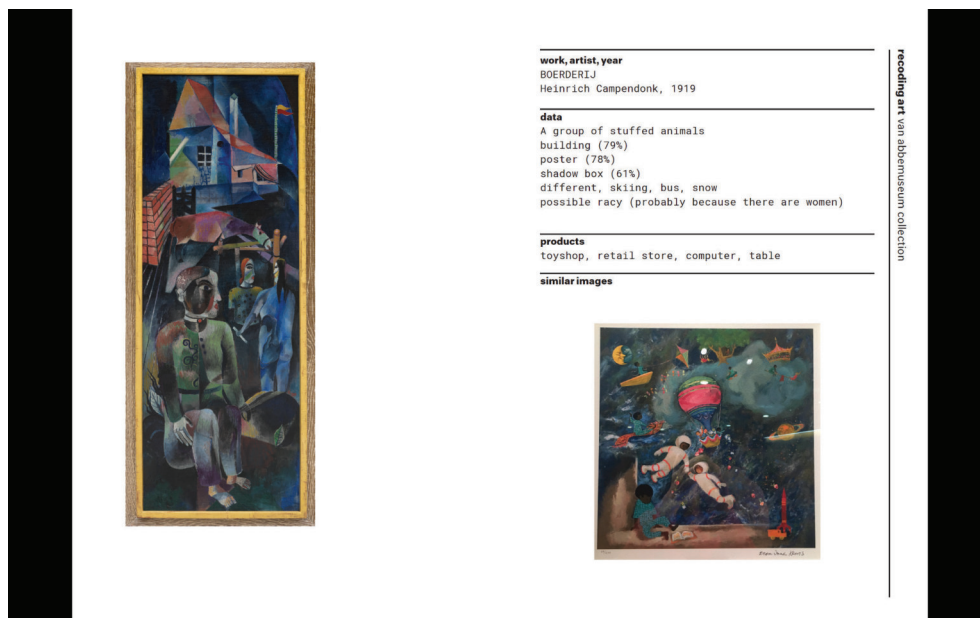 work, artist, year
BOERDERIJ
Heinrich Campendonk, 1919
data
A group of stuffed animals
building (79%)
poster (78%)
shadow box (61%)
different, skiing, bus, snow
possible racy (probably because there are women)
products
toyshop, retail store, computer, table
similar images
recoding art van abbemuseum collection